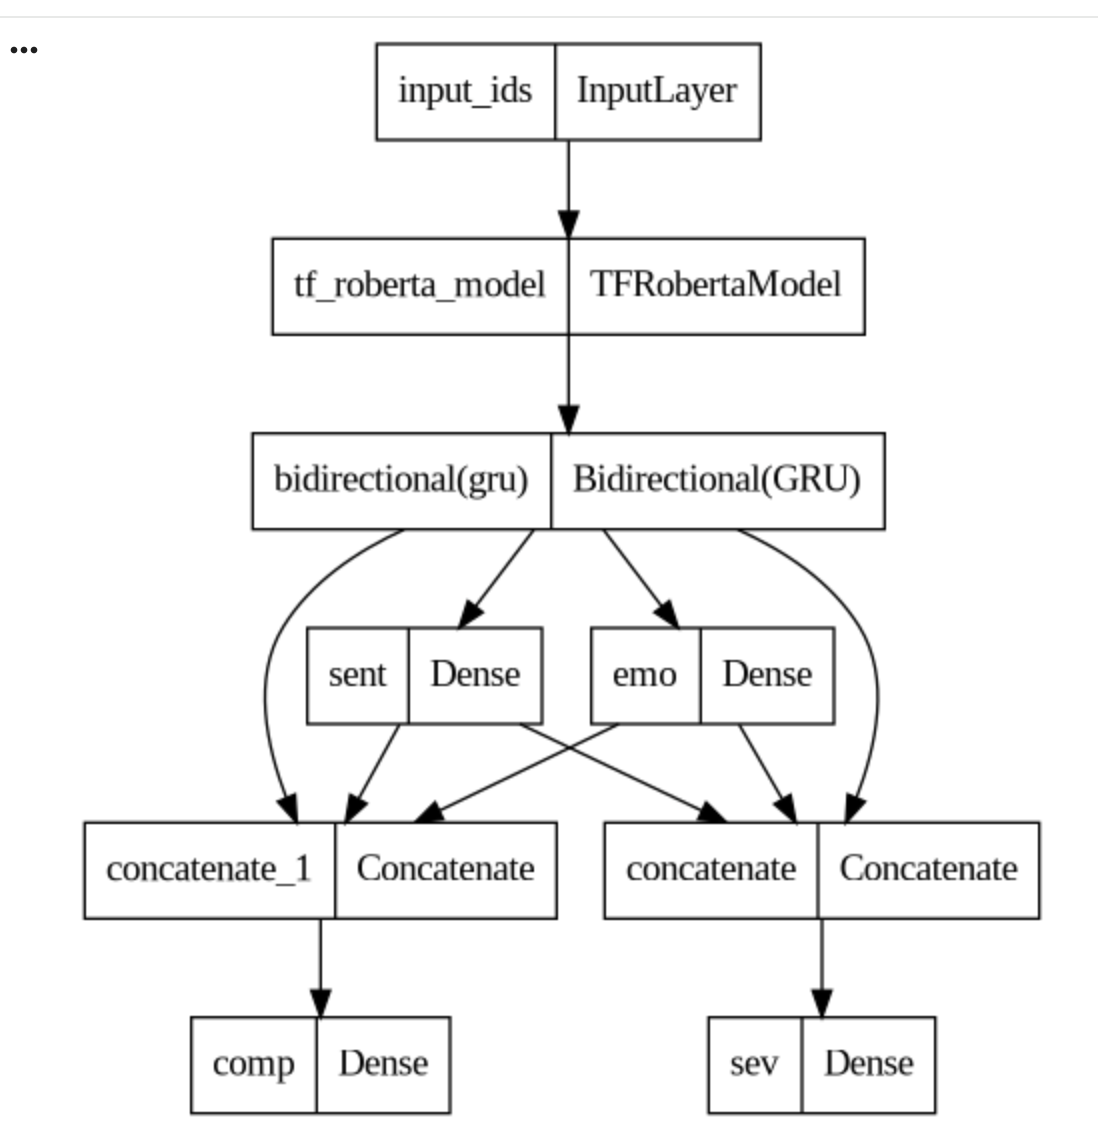 •••
input_ids InputLayer
tf_roberta_model TFRobertaModel
bidirectional(gru) Bidirectional(GRU)
sent Dense emo Dense
concatenate_1 Concatenate concatenate Concatenate
comp Dense sev Dense